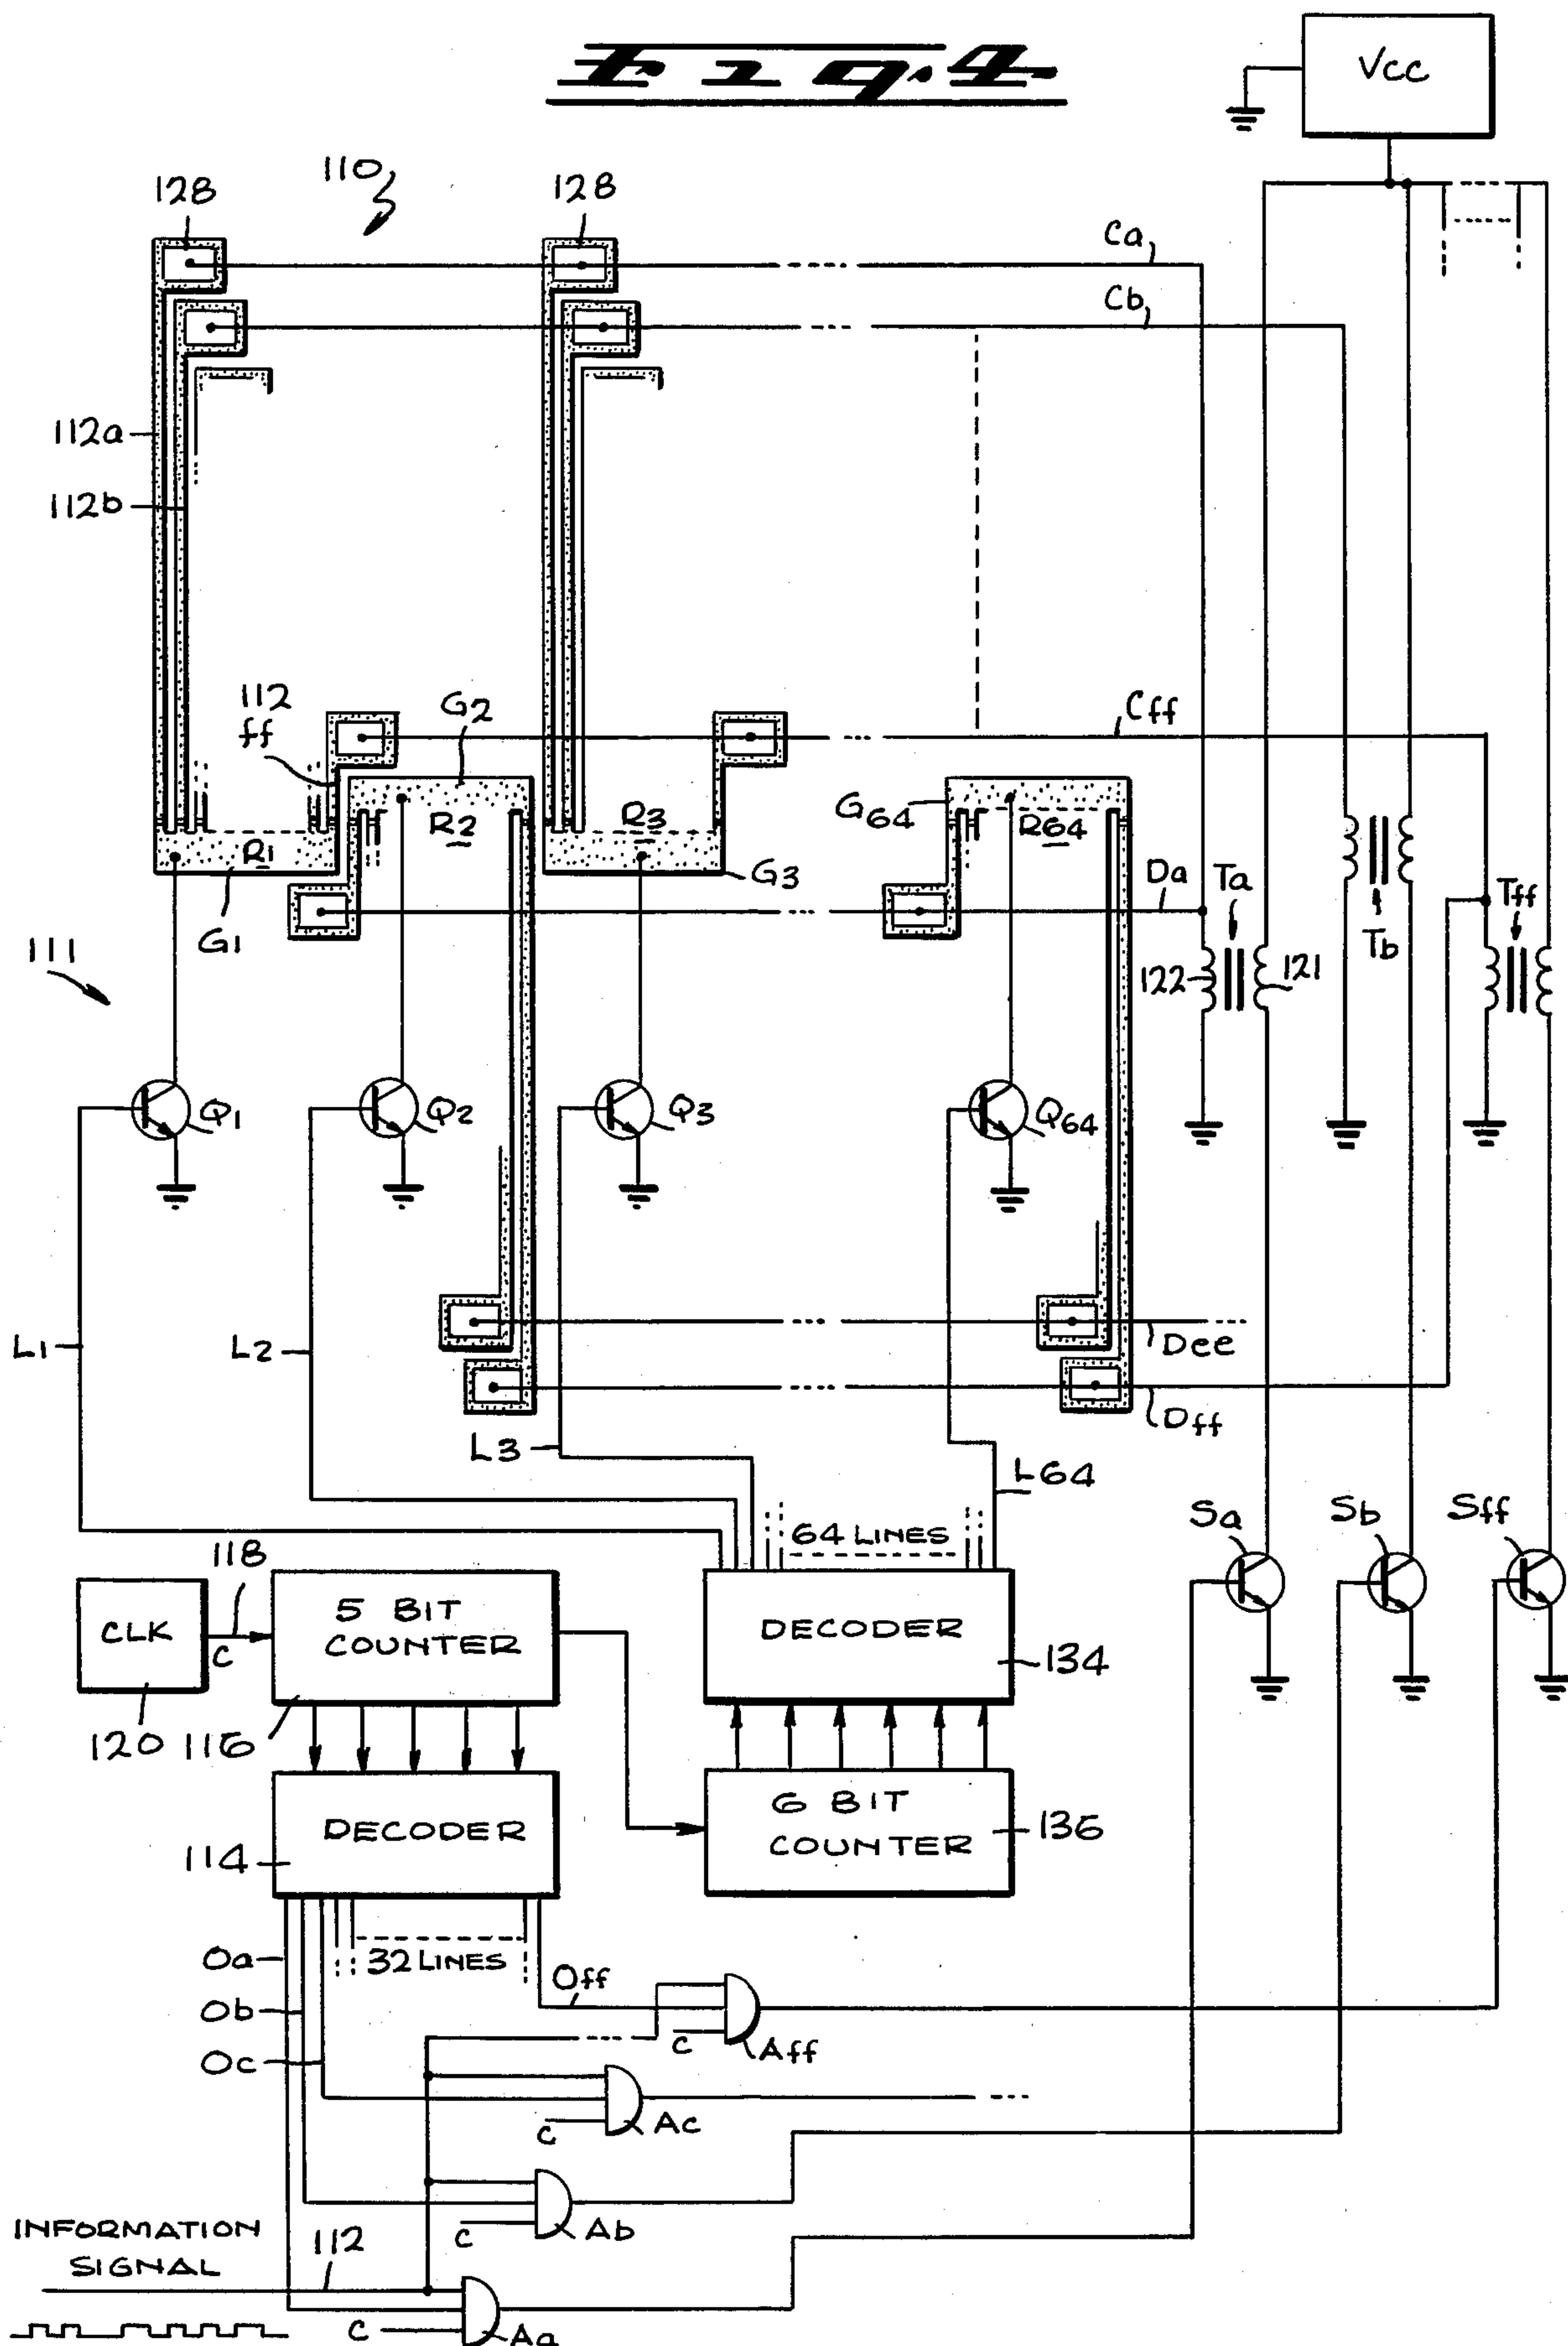 Fig. 4
VCC
110
128
128
Ca
Cb
112a
112b
112
ff
G2
Cff
R1
R2
R3
G64
R64
G1
G3
Da
Ta
Tb
Tff
111
122
121
Q1
Q2
Q3
Q64
L1
L2
Dee
Dff
L3
L64
64 LINES
Sa
Sb
Sff
118
CLK
C
5 BIT
COUNTER
DECODER
134
120
116
DECODER
6 BIT
COUNTER
136
114
Oa
32 LINES
Off
Ob
C
Aff
Oc
C
Ac
C
Ab
INFORMATION
SIGNAL
112
C
Aa